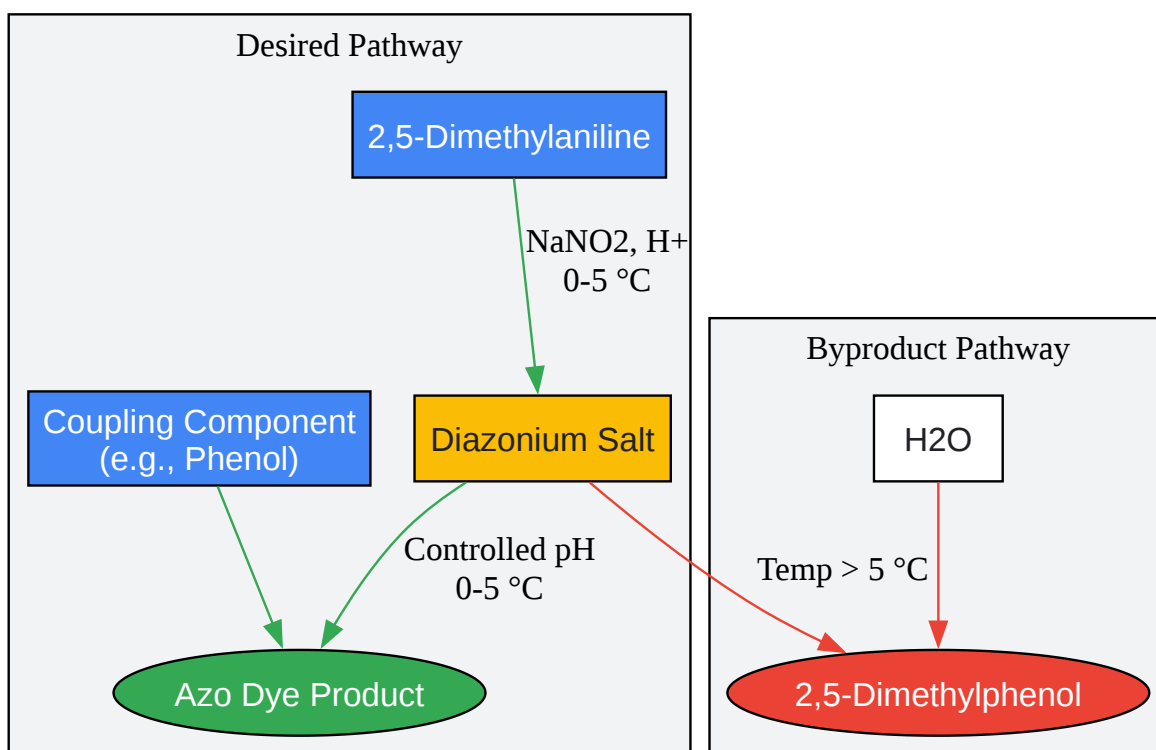 Desired Pathway
2,5-Dimethylaniline
NaNO2, H+
0-5 °C
Byproduct Pathway
Coupling Component
(e.g., Phenol)
Diazonium Salt
H2O
Controlled pH
0-5 °C
Temp > 5 °C
Azo Dye Product
2,5-Dimethylphenol